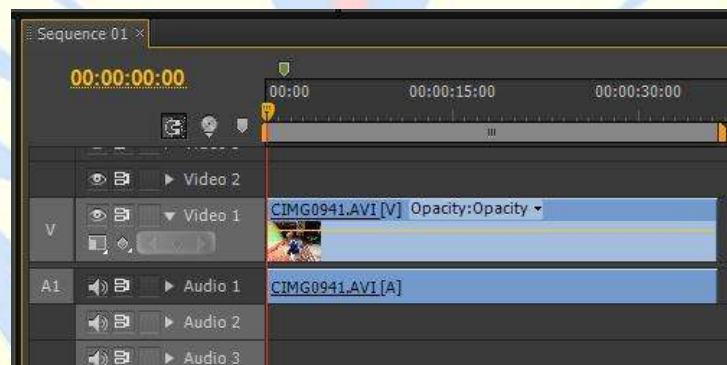 Sequence 01 ×
00:00:00:00
00:00 00:00:15:00 00:00:30:00
Video 2
V Video 1 CIMG0941.AVI [V] Opacity:Opacity
A1 Audio 1 CIMG0941.AVI [A]
Audio 2
Audio 3